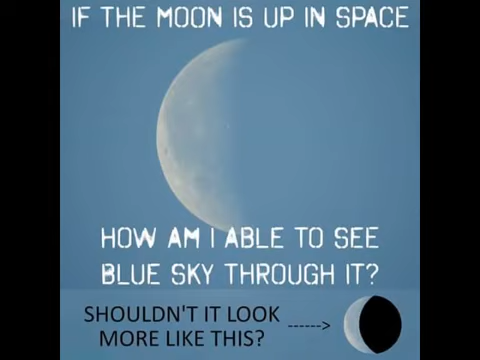 IF THE MOON IS UP IN SPACE
HOW AM I ABLE TO SEE
BLUE SKY THROUGH IT?
SHOULDN'T IT LOOK
MORE LIKE THIS? ------>